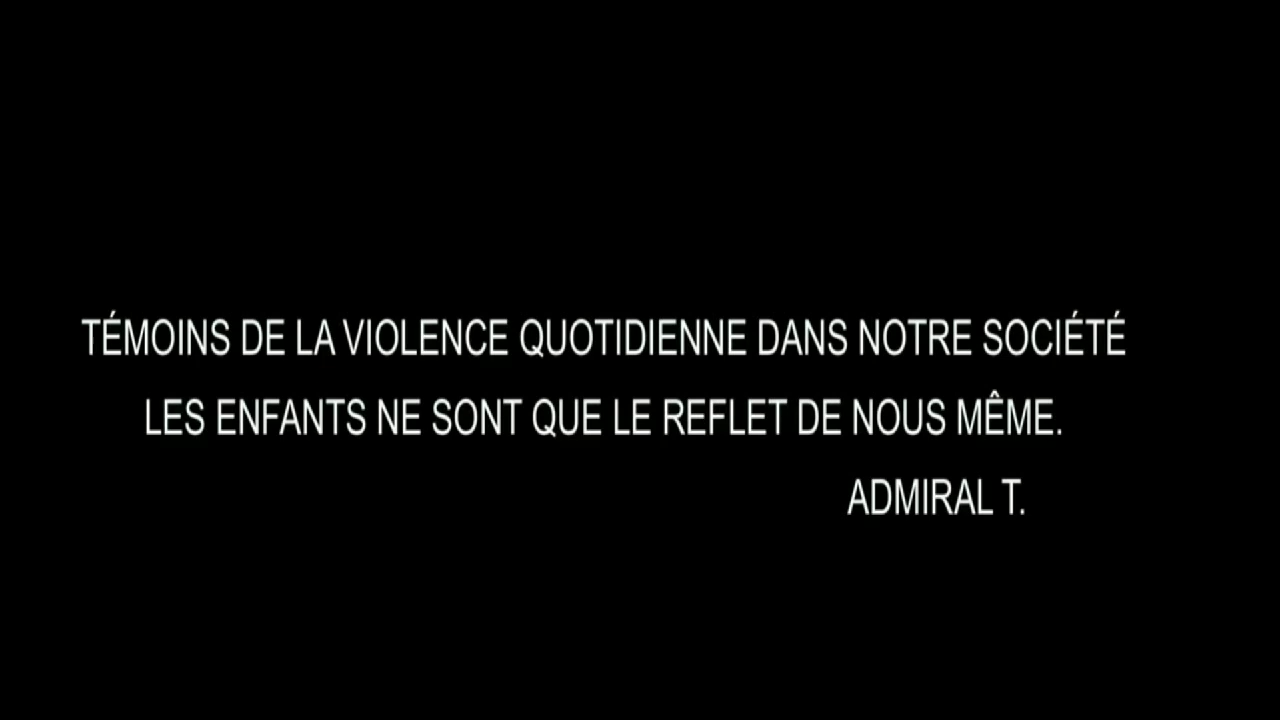 TÉMOINS DE LA VIOLENCE QUOTIDIENNE DANS NOTRE SOCIÉTÉ
LES ENFANTS NE SONT QUE LE REFLET DE NOUS MÊME.
ADMIRAL T.